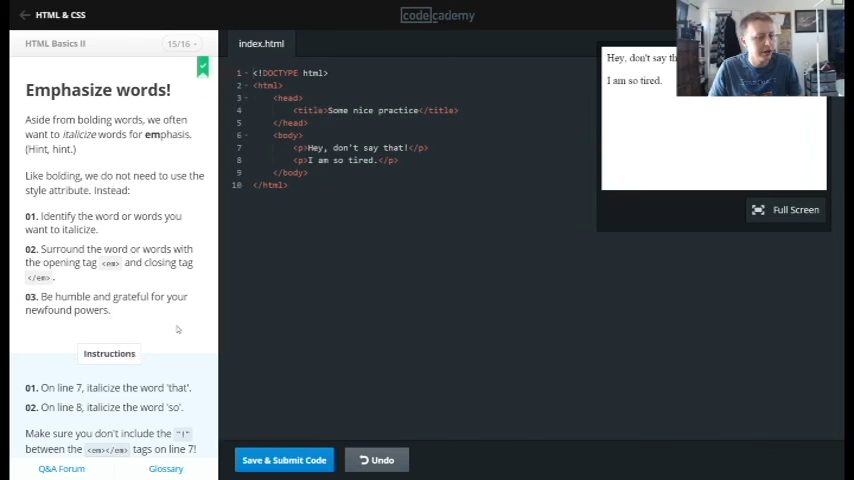 HTML & CSS
codecademy
HTML Basics II
15/16
index.html
Emphasize words!
Aside from bolding words, we often
want to italicize words for emphasis.
(Hint, hint.)
Like bolding, we do not need to use the
style attribute. Instead:
01. Identify the word or words you
want to italicize.
02. Surround the word or words with
the opening tag <em> and closing tag
</em>.
03. Be humble and grateful for your
newfound powers.
Instructions
01. On line 7, italicize the word 'that'.
02. On line 8, italicize the word 'so'.
Make sure you don't include the "!"
between the <em></em> tags on line 7!
Q&A Forum
Glossary
1 <!DOCTYPE html>
2 <html>
3 <head>
4 <title>Some nice practice</title>
5 </head>
6 <body>
7 <p>Hey, don't say that!</p>
8 <p>I am so tired.</p>
9 </body>
10 </html>
Hey, don't say th
I am so tired.
Full Screen
Save & Submit Code
Undo